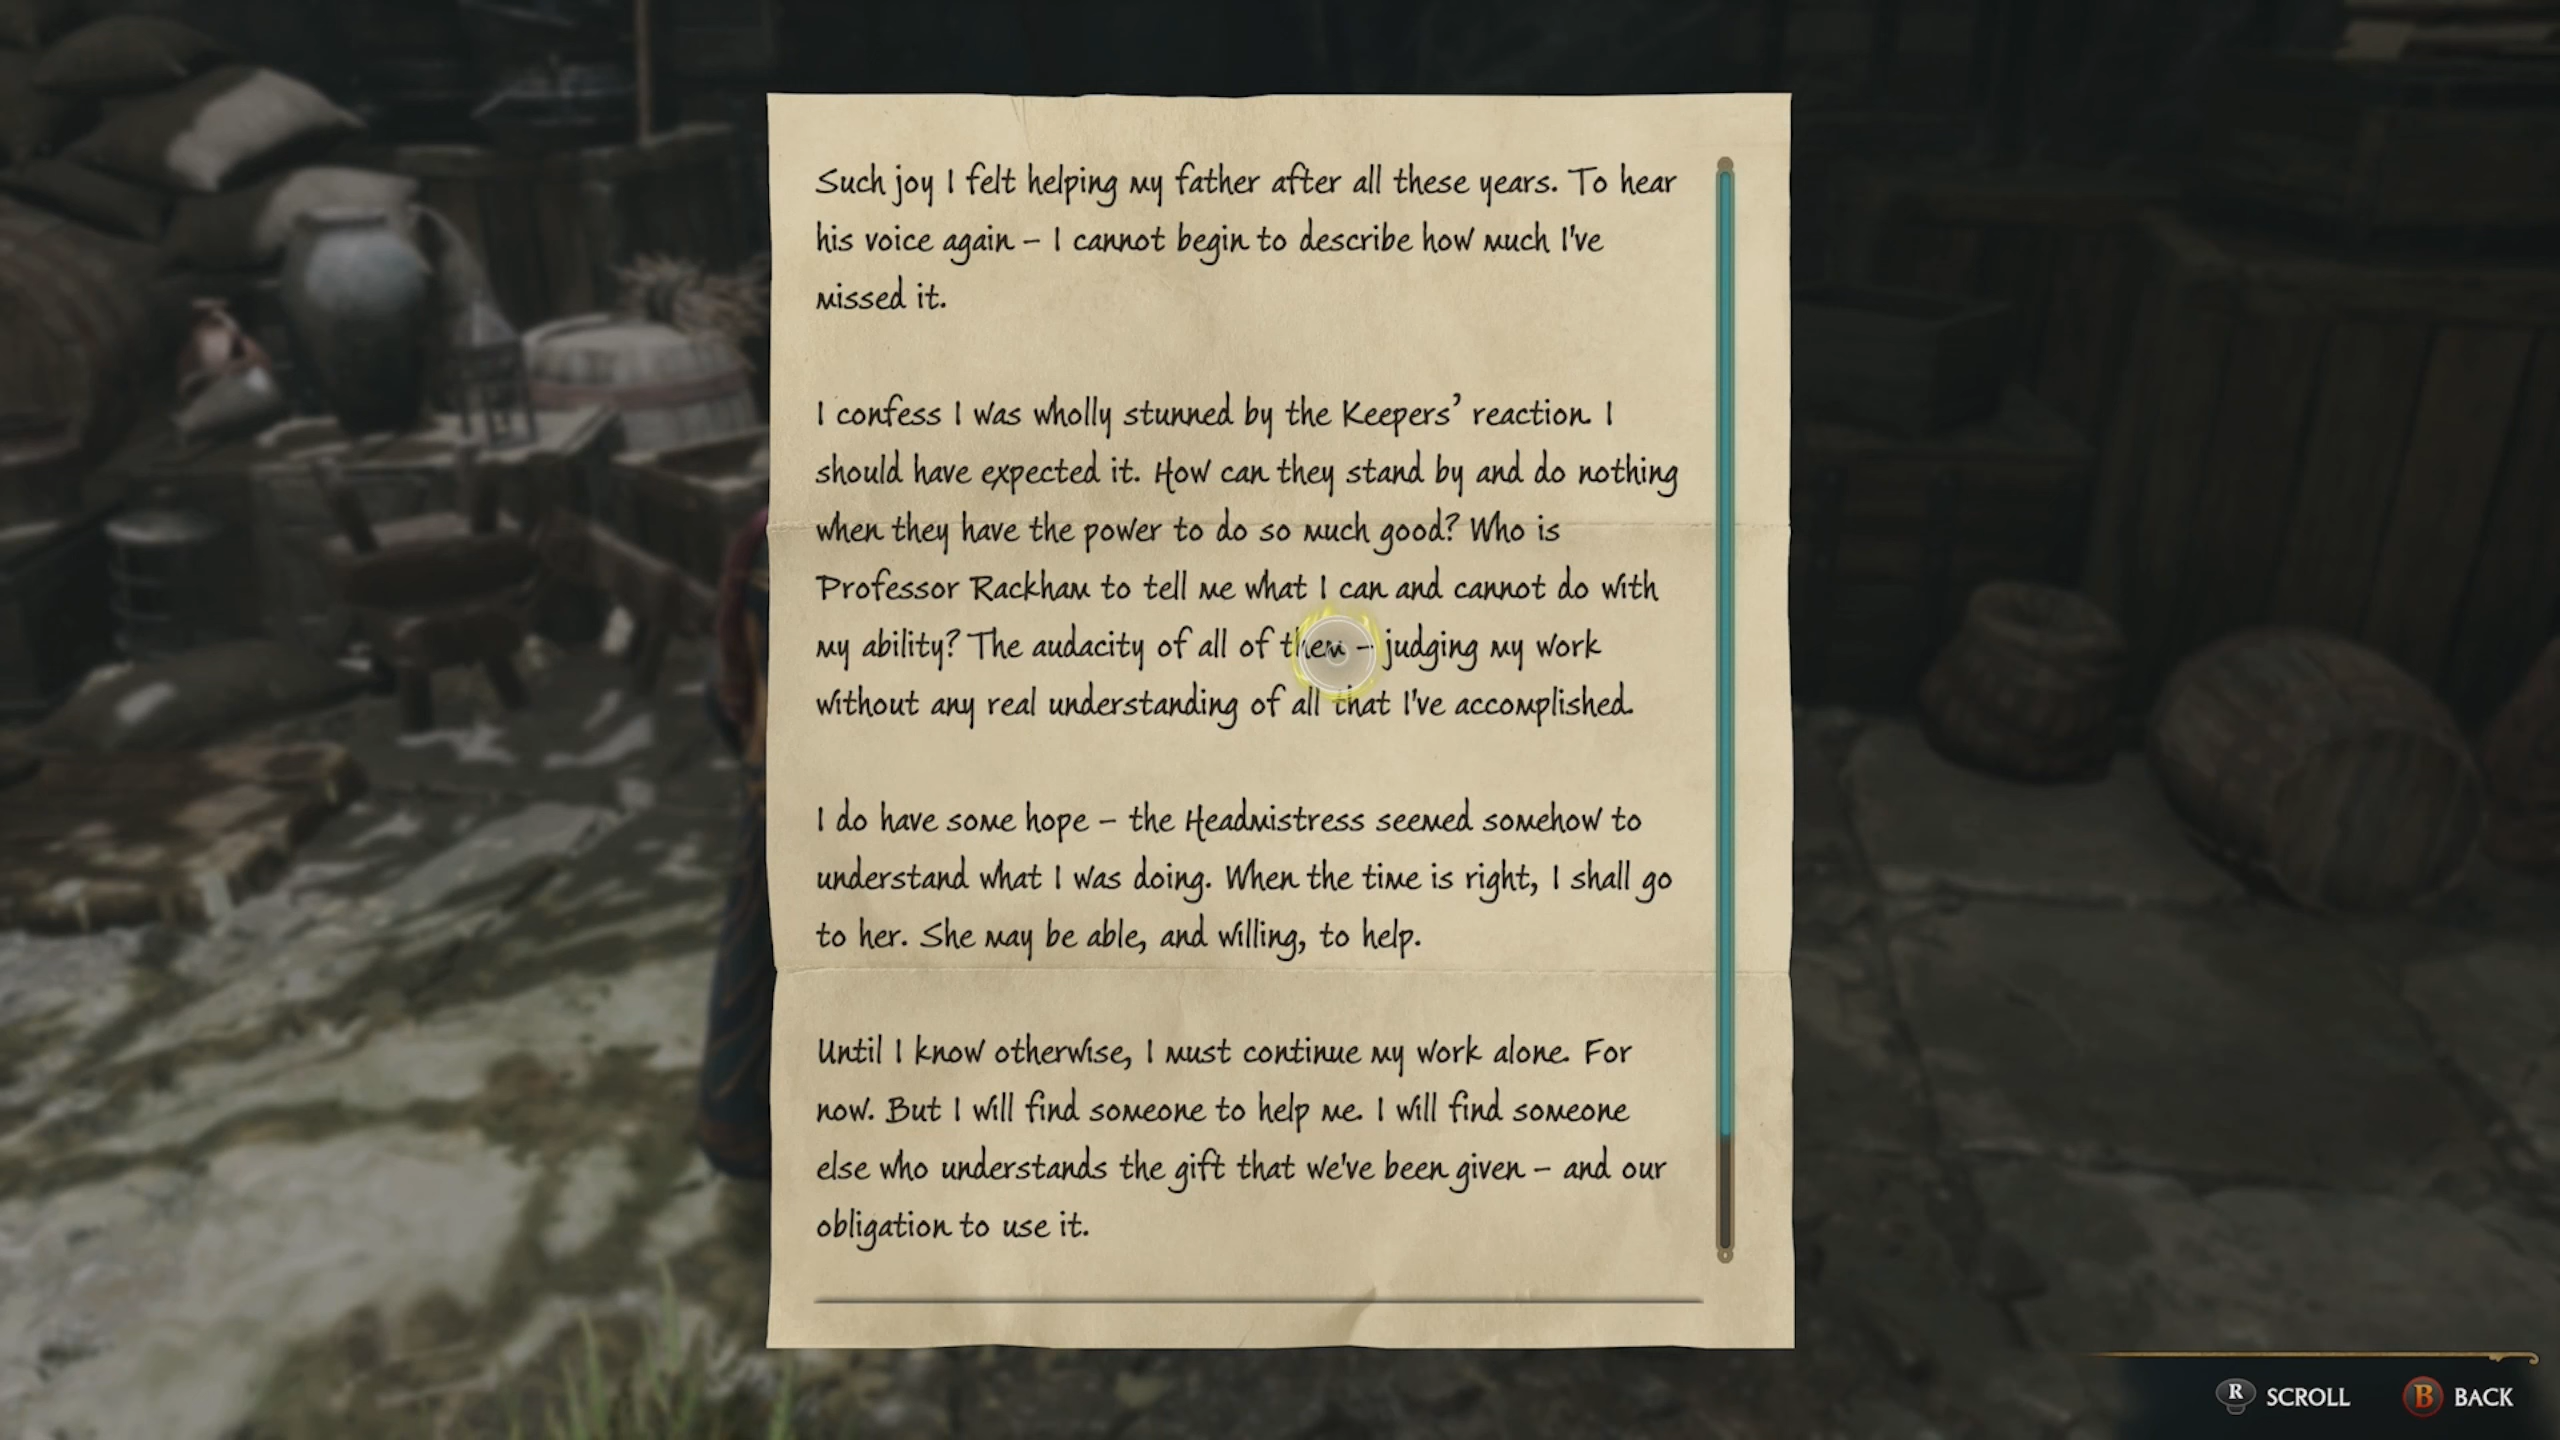 Such joy I felt helping my father after all these years. To hear
his voice again – I cannot begin to describe how much I've
missed it.
I confess I was wholly stunned by the Keepers’ reaction. I
should have expected it. How can they stand by and do nothing
when they have the power to do so much good? Who is
Professor Rackham to tell me what I can and cannot do with
my ability? The audacity of all of them – judging my work
without any real understanding of all that I've accomplished.
I do have some hope – the Headmistress seemed somehow to
understand what I was doing. When the time is right, I shall go
to her. She may be able, and willing, to help.
Until I know otherwise, I must continue my work alone. For
now. But I will find someone to help me. I will find someone
else who understands the gift that we've been given – and our
obligation to use it.
R SCROLL B BACK